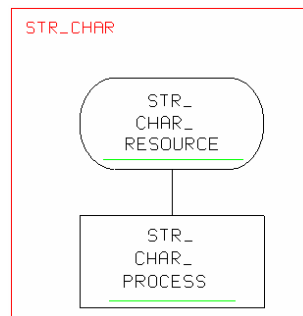 STR_CHAR
STR_
CHAR_
RESOURCE
STR_
CHAR_
PROCESS